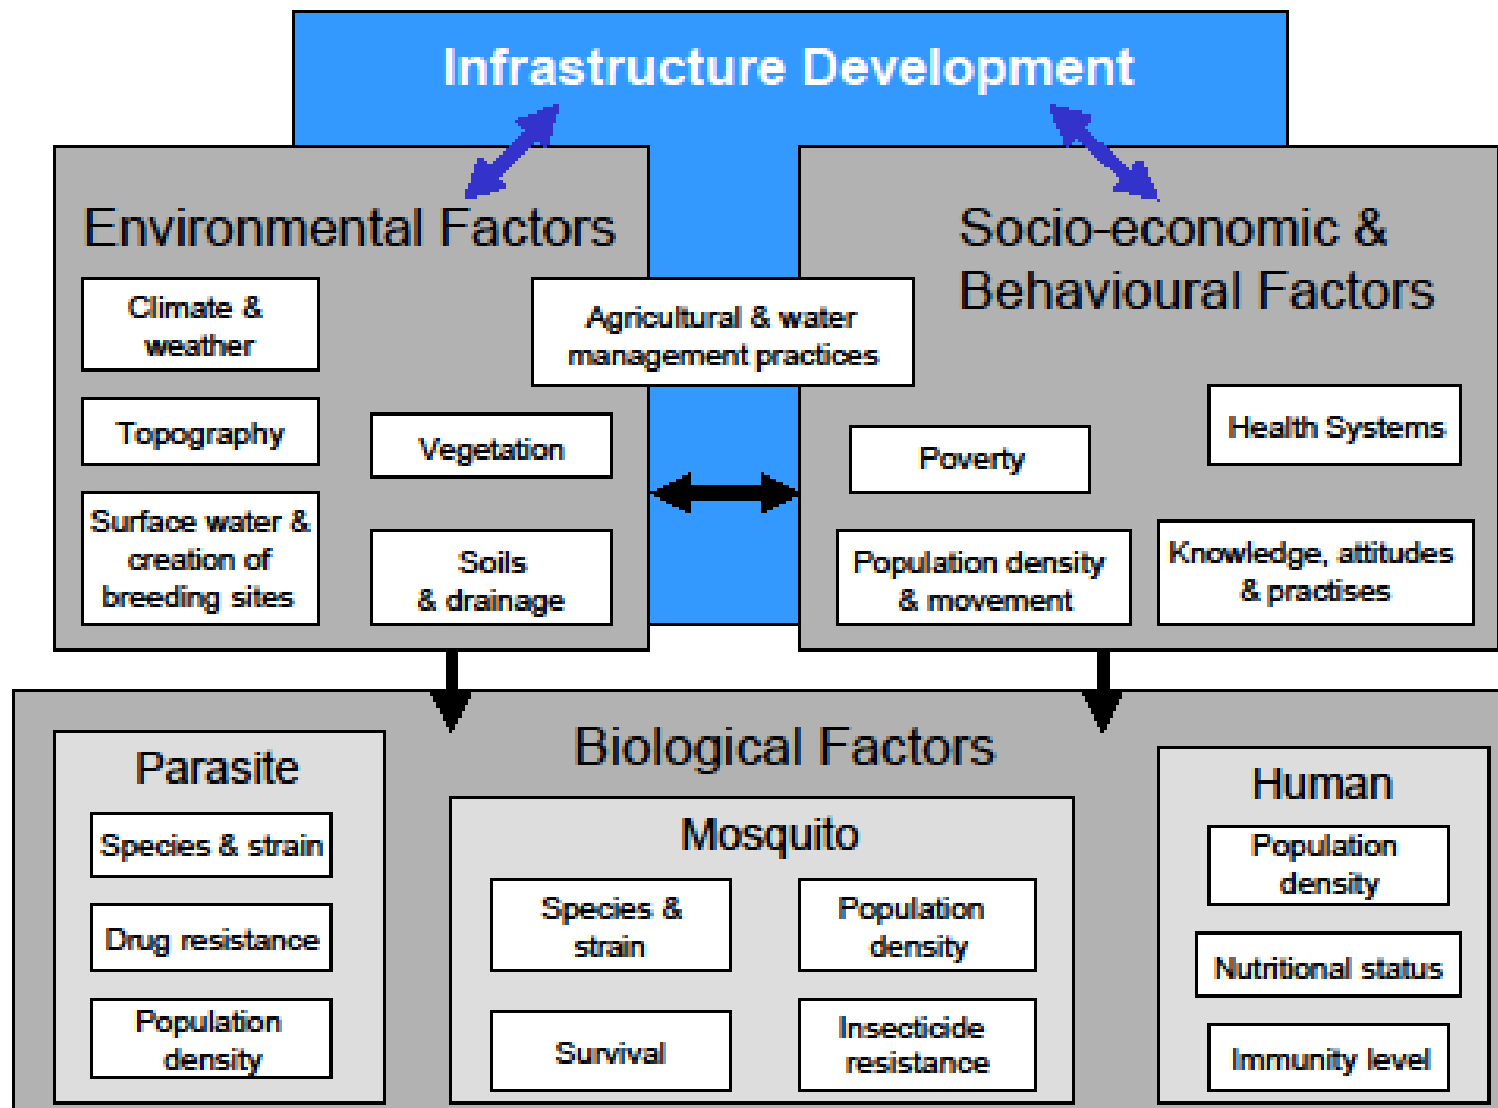 Infrastructure Development
Environmental Factors
Socio-economic &
Behavioural Factors
Climate &
weather
Agricultural & water
management practices
Topography
Vegetation
Poverty
Health Systems
Surface water &
creation of
breeding sites
Soils
& drainage
Population density
& movement
Knowledge, attitudes
& practises
Biological Factors
Parasite
Species & strain
Drug resistance
Population
density
Mosquito
Species &
strain
Population
density
Survival
Insecticide
resistance
Human
Population
density
Nutritional status
Immunity level